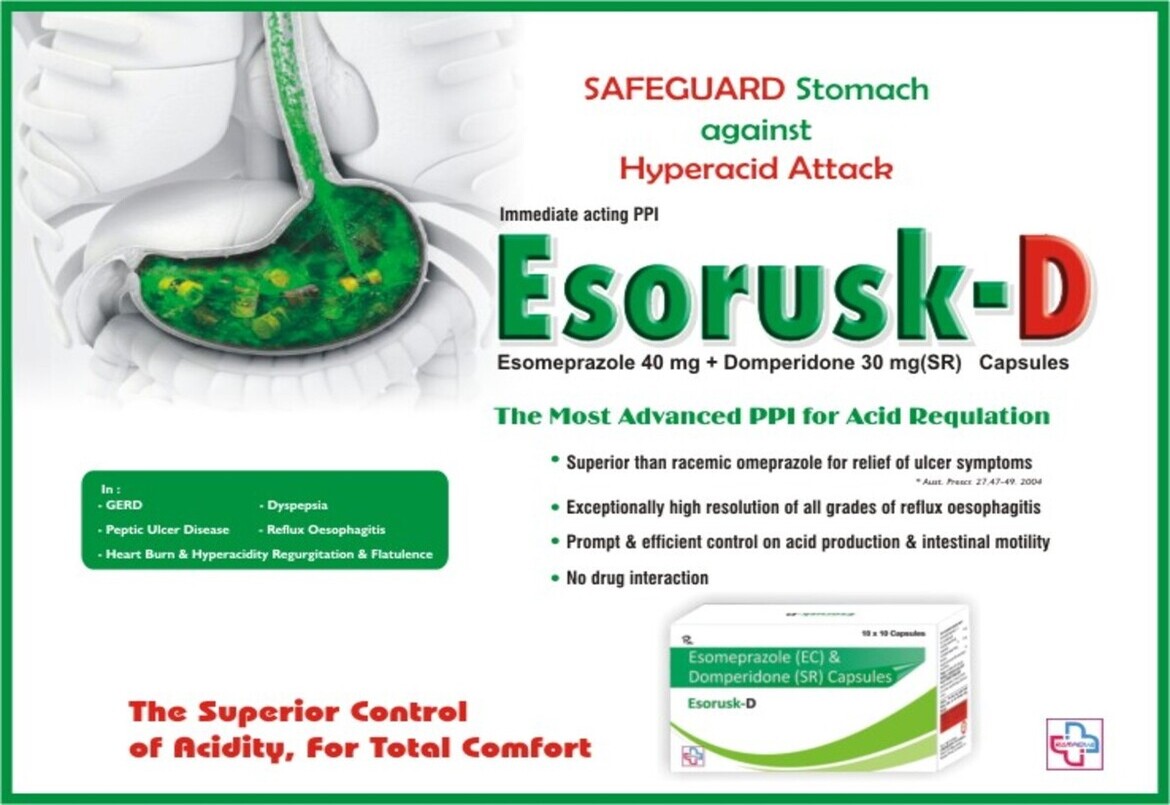 SAFEGUARD Stomach
against
Hyperacid Attack
Immediate acting PPI
Esorusk-D
Esomeprazole 40 mg + Domperidone 30 mg(SR) Capsules
The Most Advanced PPI for Acid Requlation
• Superior than racemic omeprazole for relief of ulcer symptoms
* Aust. Prescr. 27,47-49. 2004
• Exceptionally high resolution of all grades of reflux oesophagitis
• Prompt & efficient control on acid production & intestinal motility
• No drug interaction
In :
- GERD - Dyspepsia
- Peptic Ulcer Disease - Reflux Oesophagitis
- Heart Burn & Hyperacidity Regurgitation & Flatulence
Esorusk-D
10 x 10 Capsules
Esomeprazole (EC) &
Domperidone (SR) Capsules
Esorusk-D
The Superior Control
of Acidity, For Total Comfort